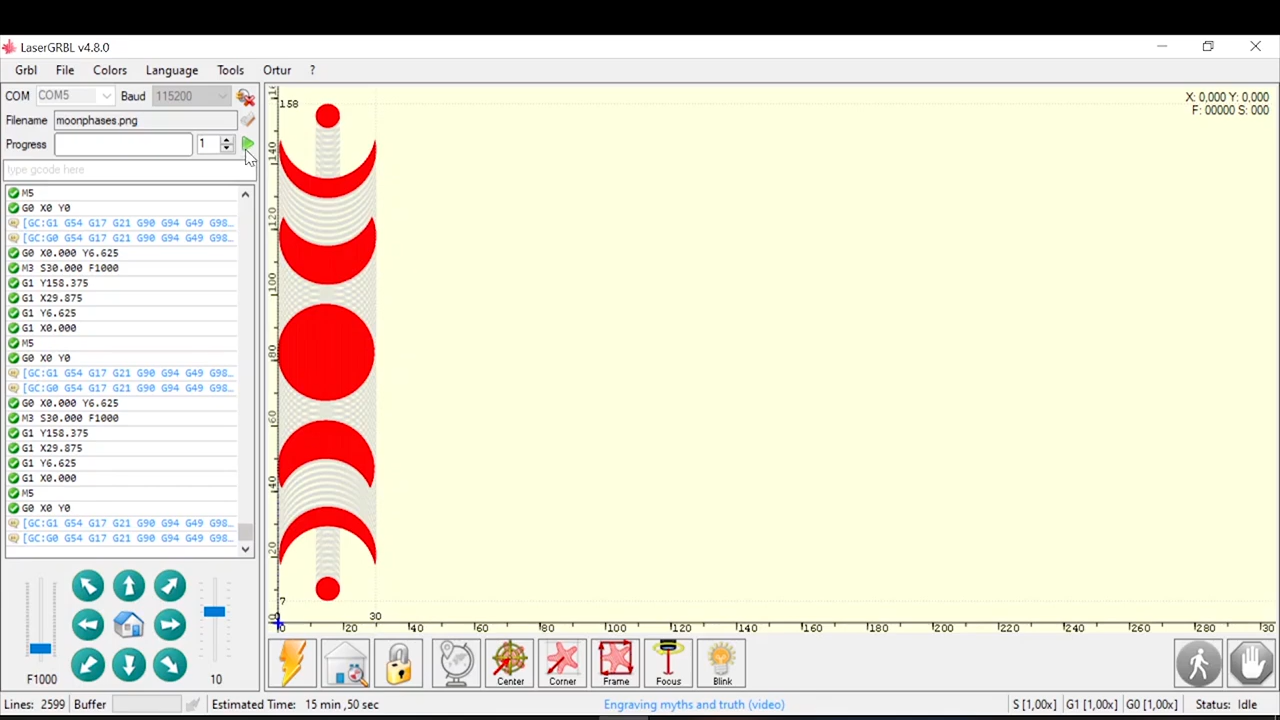 LaserGRBL v4.8.0
Grbl File Colors Language Tools Ortur ?
COM COM5 Baud 115200
Filename moonphases.png
Progress 1
type gcode here
M5
G0 X0 Y0
[GC:G1 G54 G17 G21 G90 G94 G49 G98…
[GC:G0 G54 G17 G21 G90 G94 G49 G98…
G0 X0.000 Y6.625
M3 S30.000 F1000
G1 Y158.375
G1 X29.875
G1 Y6.625
G1 X0.000
M5
G0 X0 Y0
[GC:G1 G54 G17 G21 G90 G94 G49 G98…
[GC:G0 G54 G17 G21 G90 G94 G49 G98…
G0 X0.000 Y6.625
M3 S30.000 F1000
G1 Y158.375
G1 X29.875
G1 Y6.625
G1 X0.000
M5
G0 X0 Y0
[GC:G1 G54 G17 G21 G90 G94 G49 G98…
[GC:G0 G54 G17 G21 G90 G94 G49 G98…
F1000 10
X: 0,000 Y: 0,000
F: 00000 S: 000
158
140
120
100
80
60
40
20
7
30
0 20 40 60 80 100 120 140 160 180 200 220 240 260 280 30
Center Corner Frame Focus Blink
Lines: 2599 Buffer Estimated Time: 15 min ,50 sec Engraving myths and truth (video) S [1,00x] G1 [1,00x] G0 [1,00x] Status: Idle